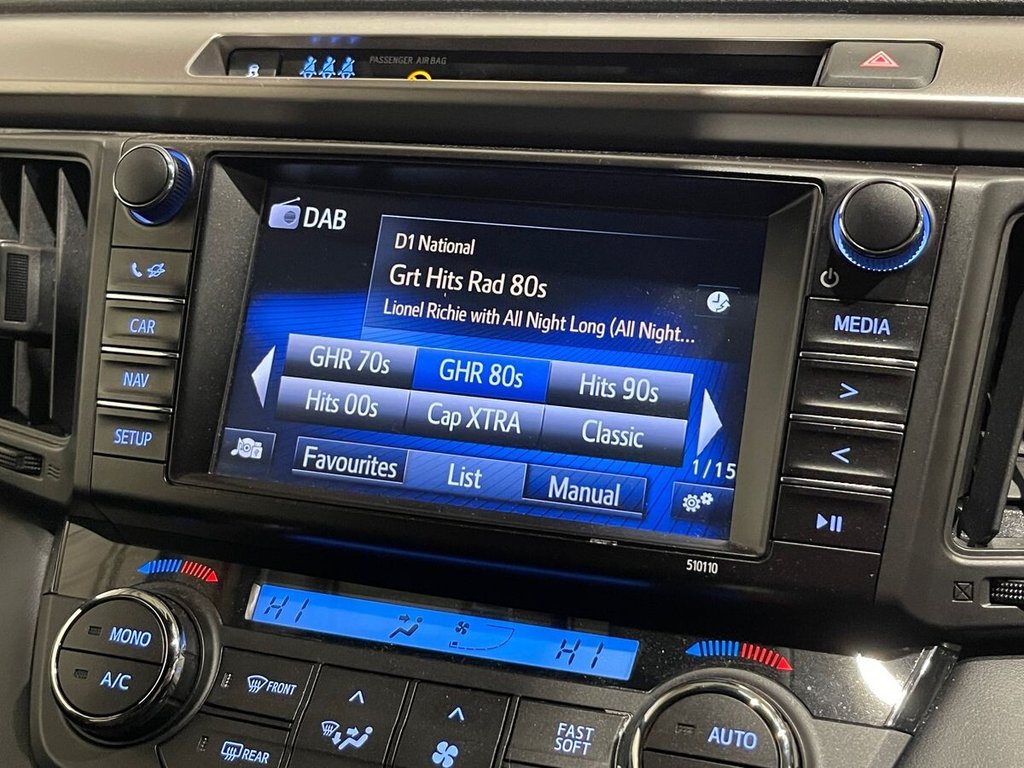 PASSENGER AIR BAG
DAB
D1 National
Grt Hits Rad 80s
Lionel Richie with All Night Long (All Night...
GHR 70s GHR 80s Hits 90s
Hits 00s Cap XTRA Classic
1/15
Favourites List Manual
CAR
NAV
SETUP
MEDIA
>
<
510110
HI HI
MONO
A/C
FRONT
REAR
FAST
SOFT
AUTO